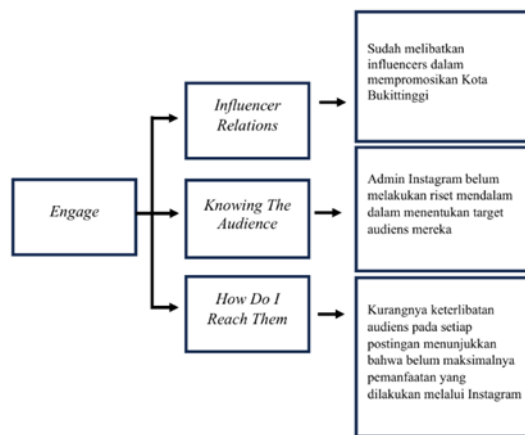 Engage
Influencer
Relations
Sudah melibatkan
influencers dalam
mempromosikan Kota
Bukittinggi
Knowing The
Audience
Admin Instagram belum
melakukan riset mendalam
dalam menentukan target
audiens mereka
How Do I
Reach Them
Kurangnya keterlibatan
audiens pada setiap
postingan menunjukkan
bahwa belum maksimalnya
pemanfaatan yang
dilakukan melalui Instagram